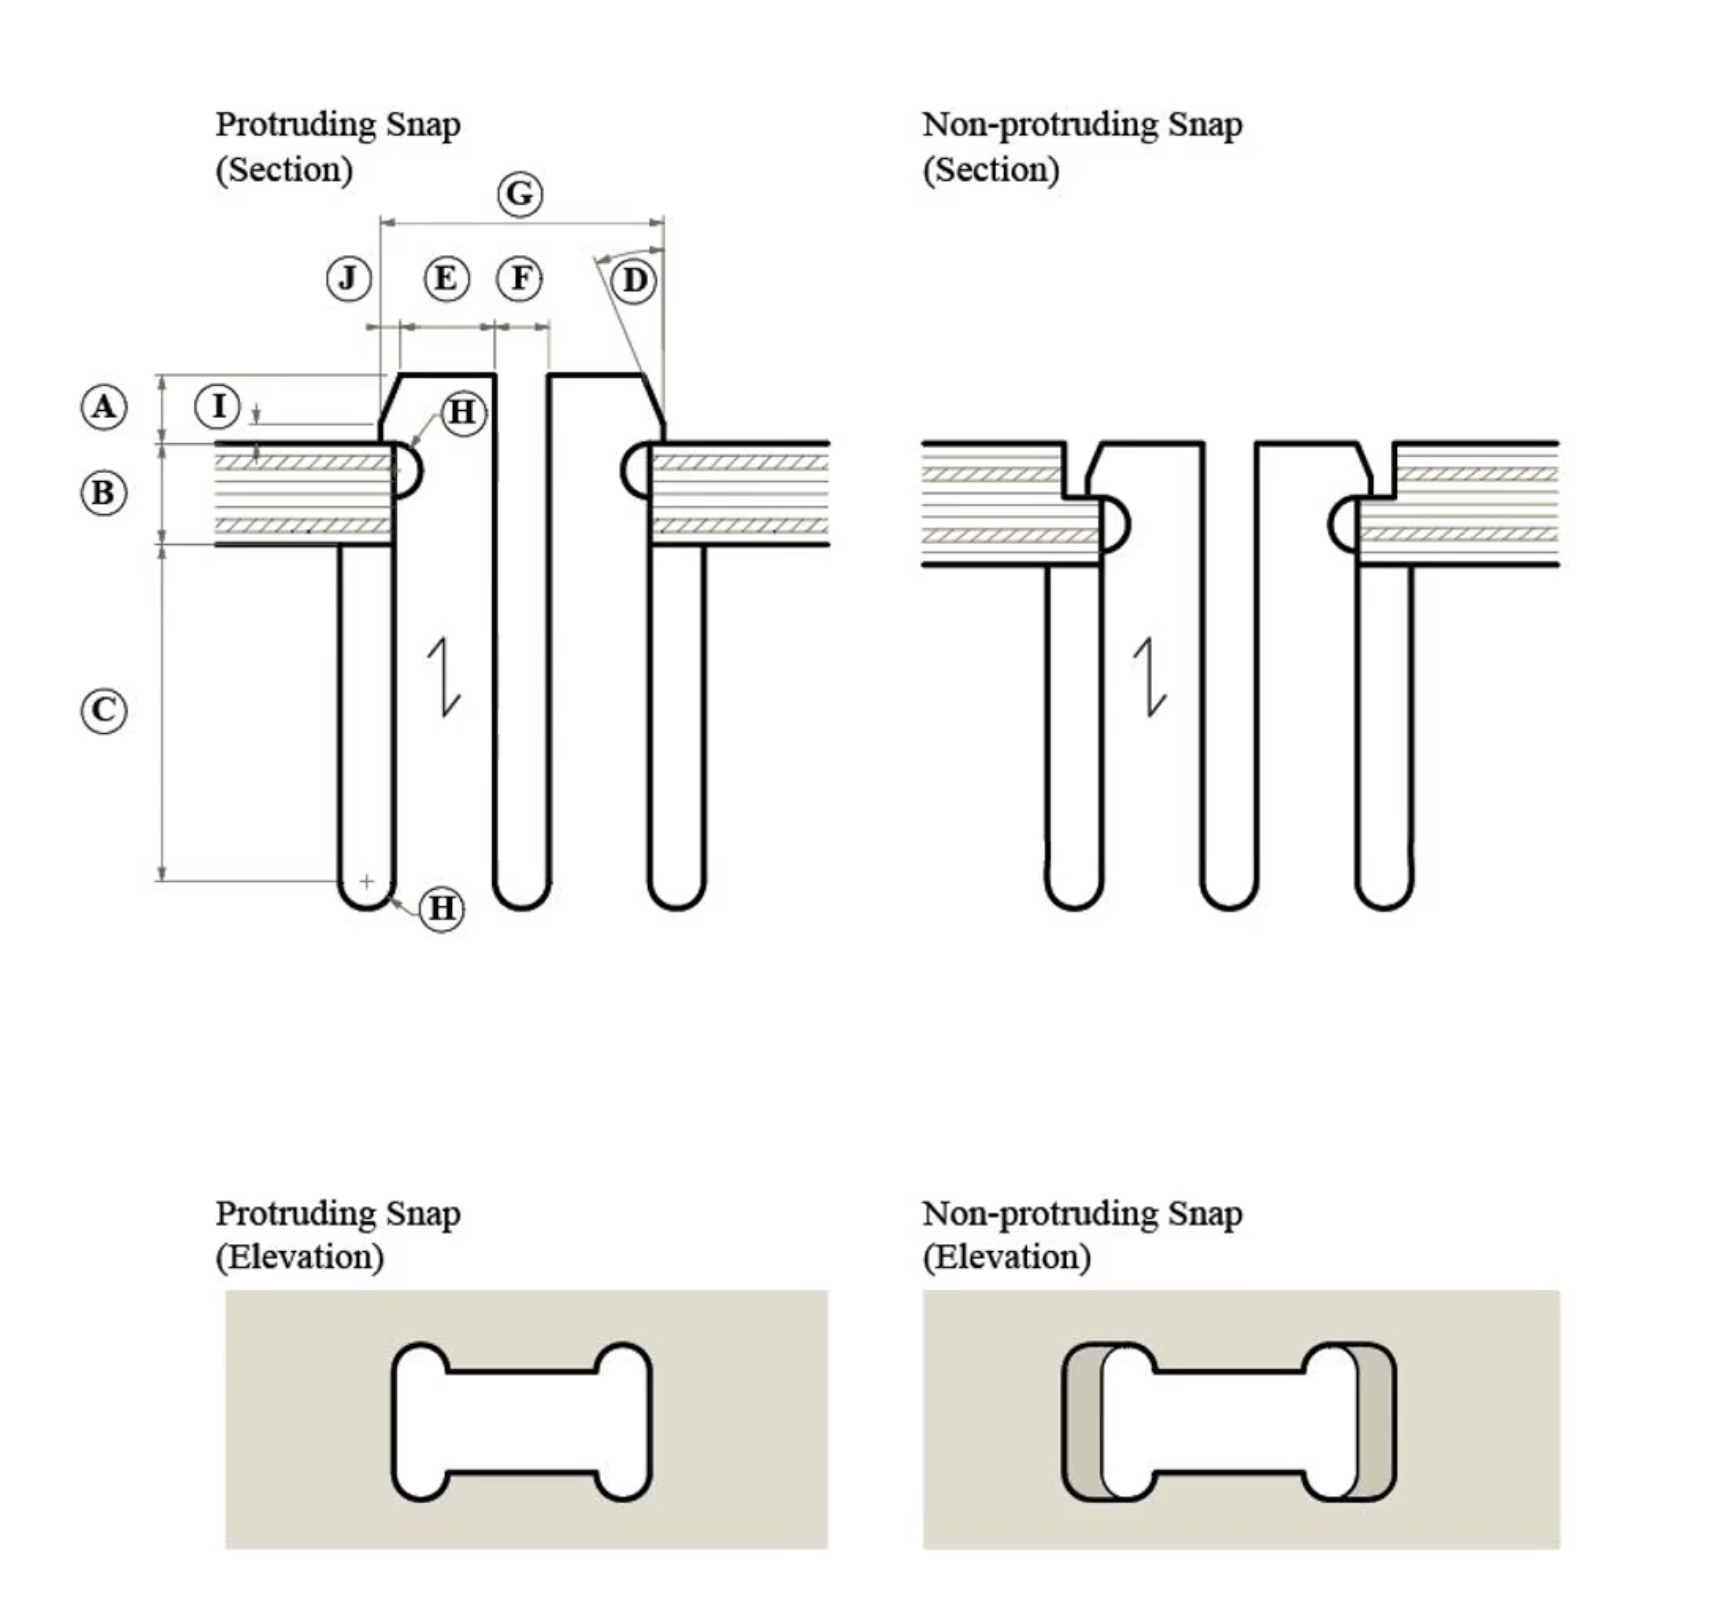 Protruding Snap
(Section)
Non-protruding Snap
(Section)
G
J
E
F
D
A
I
H
B
C
H
Protruding Snap
(Elevation)
Non-protruding Snap
(Elevation)